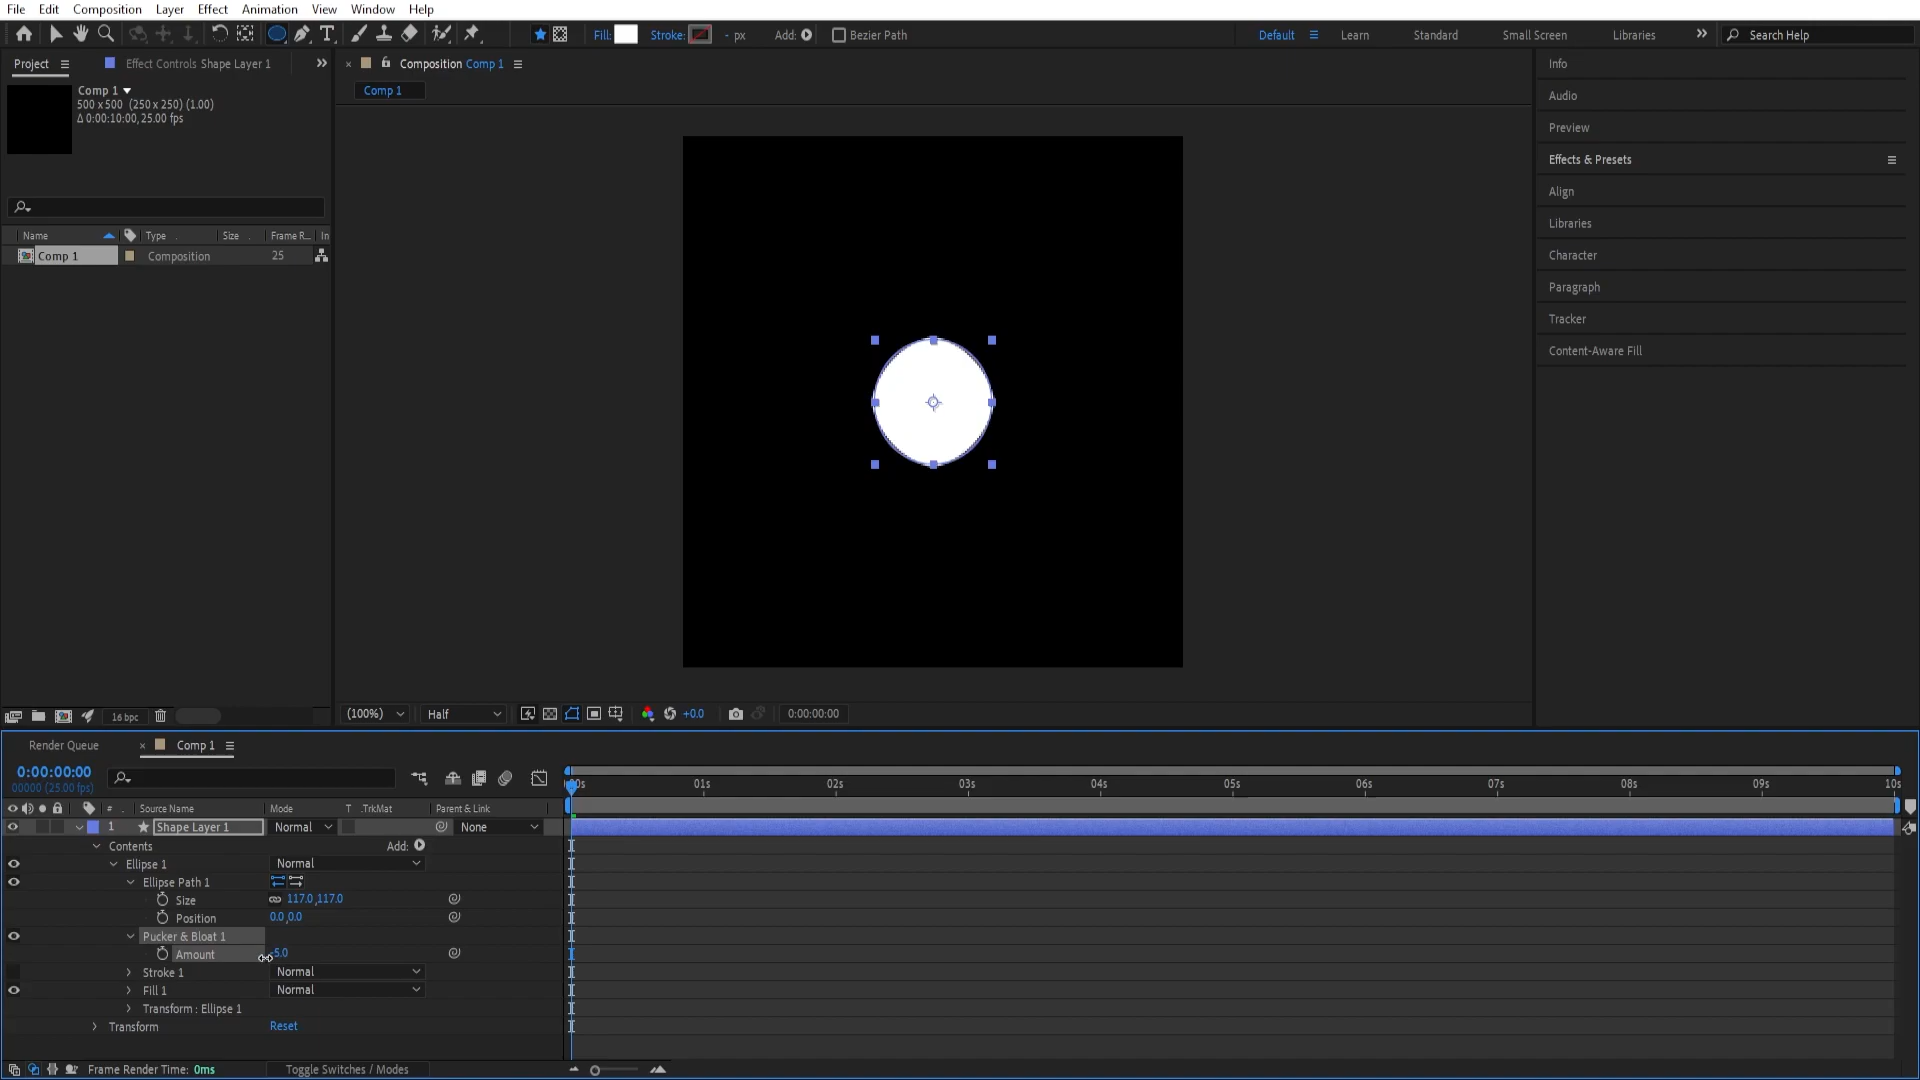 File Edit Composition Layer Effect Animation View Window Help
Fill: Stroke: - px Add: Bezier Path Default Learn Standard Small Screen Libraries Search Help
Project Effect Controls Shape Layer 1
Composition Comp 1
Comp 1
Comp 1
500 x 500 (250 x 250) (1.00)
Δ 0:00:10:00, 25.00 fps
Name Type Size Frame R... In
Comp 1 Composition 25
Info
Audio
Preview
Effects & Presets
Align
Libraries
Character
Paragraph
Tracker
Content-Aware Fill
16 bpc
(100%) Half +0.0 0:00:00:00
Render Queue Comp 1
0:00:00:00
00000 (25.00 fps)
01s 02s 03s 04s 05s 06s 07s 08s 09s 10s
# Source Name Mode T .TrkMat Parent & Link
1 Shape Layer 1 Normal None
Contents Add:
Ellipse 1 Normal
Ellipse Path 1
Size 117.0,117.0
Position 0.0,0.0
Pucker & Bloat 1
Amount -5.0
Stroke 1 Normal
Fill 1 Normal
Transform : Ellipse 1
Transform Reset
Frame Render Time: 0ms Toggle Switches / Modes